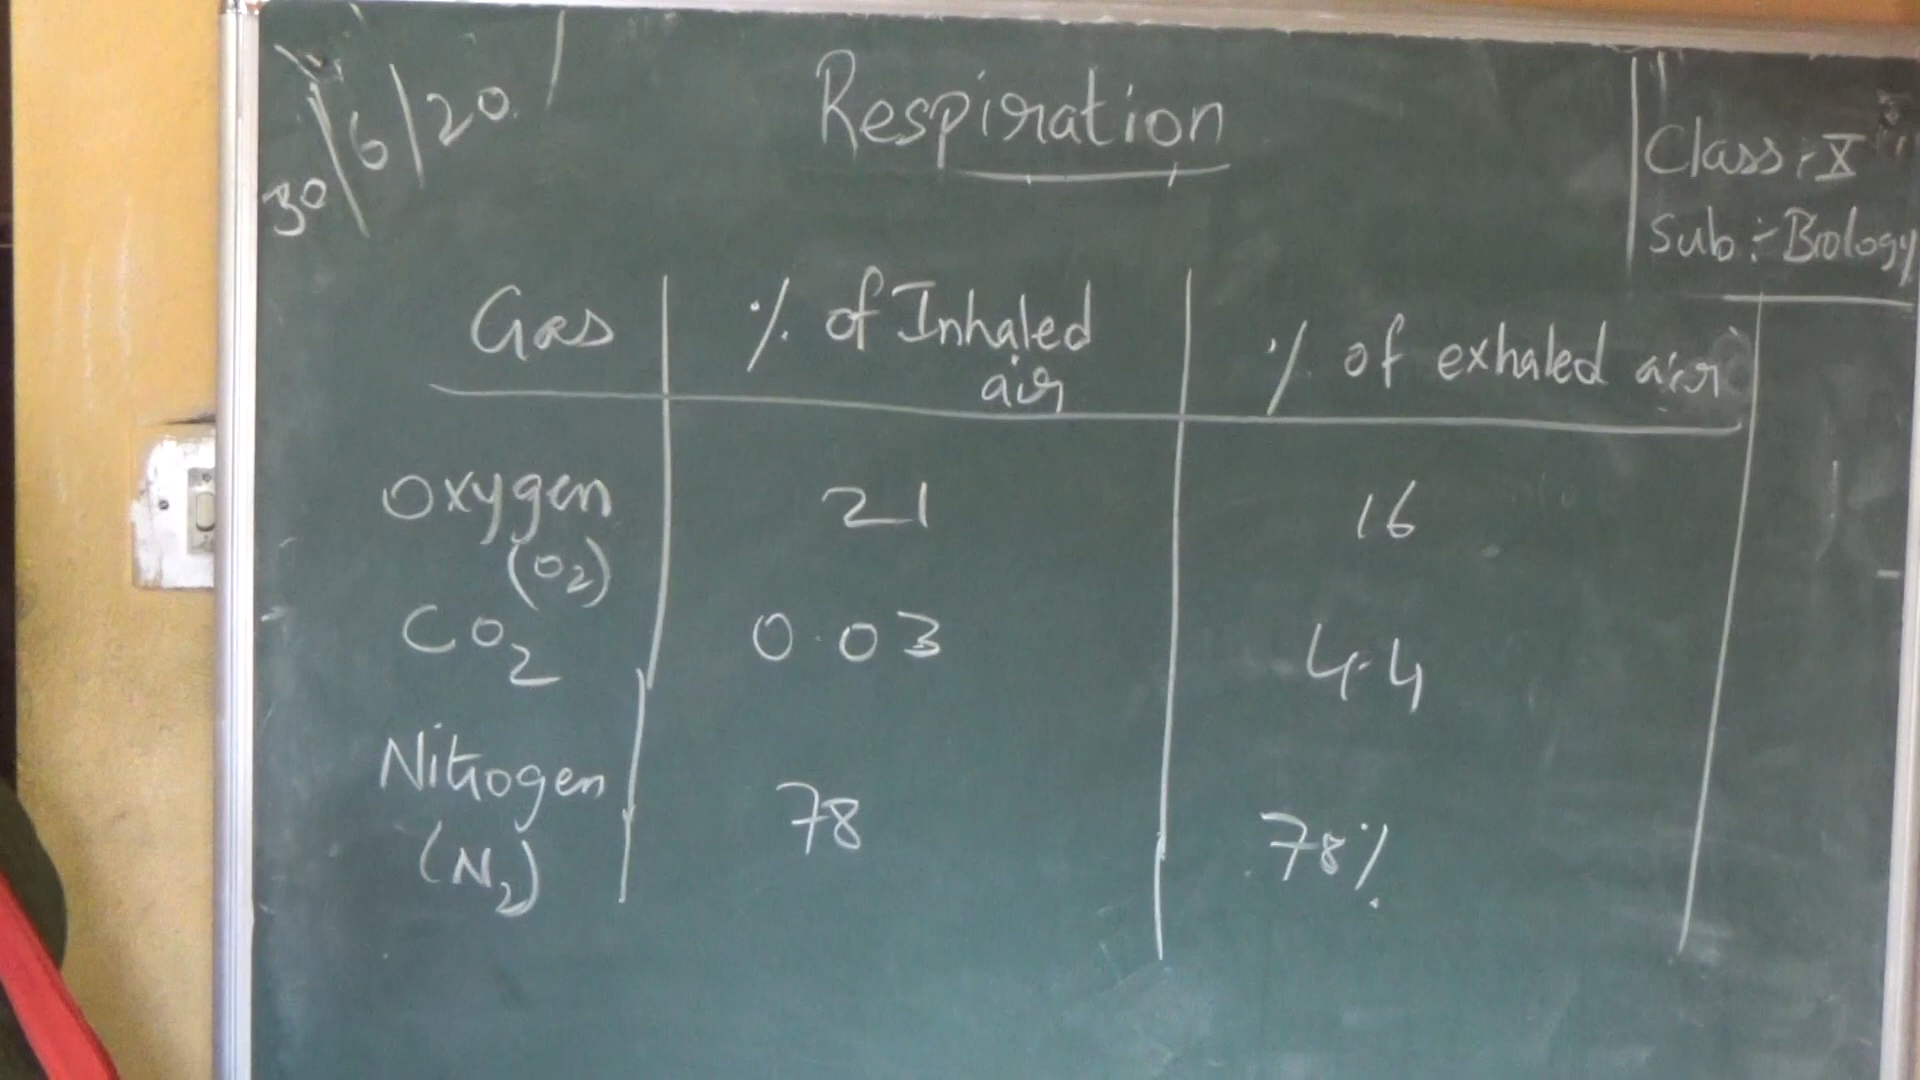 30/6/20
Respiration
Class :- X
Sub :- Biology
Gas % of Inhaled air % of exhaled air
Oxygen (O₂) 21 16
CO₂ 0.03 4.4
Nitrogen (N₂) 78 78%